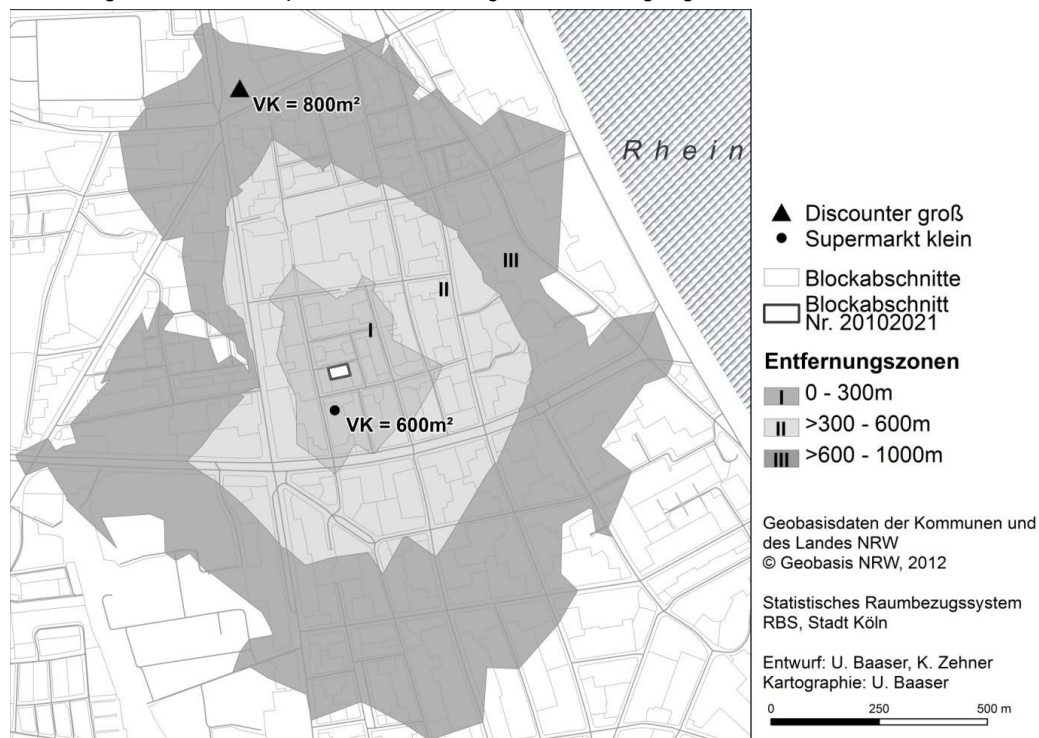 VK = 800m²
Rhein
III
II
I
VK = 600m²
Discounter groß
Supermarkt klein
Blockabschnitte
Blockabschnitt
Nr. 20102021
Entfernungszonen
I 0 - 300m
II >300 - 600m
III >600 - 1000m
Geobasisdaten der Kommunen und
des Landes NRW
© Geobasis NRW, 2012
Statistisches Raumbezugssystem
RBS, Stadt Köln
Entwurf: U. Baaser, K. Zehner
Kartographie: U. Baaser
0 250 500 m